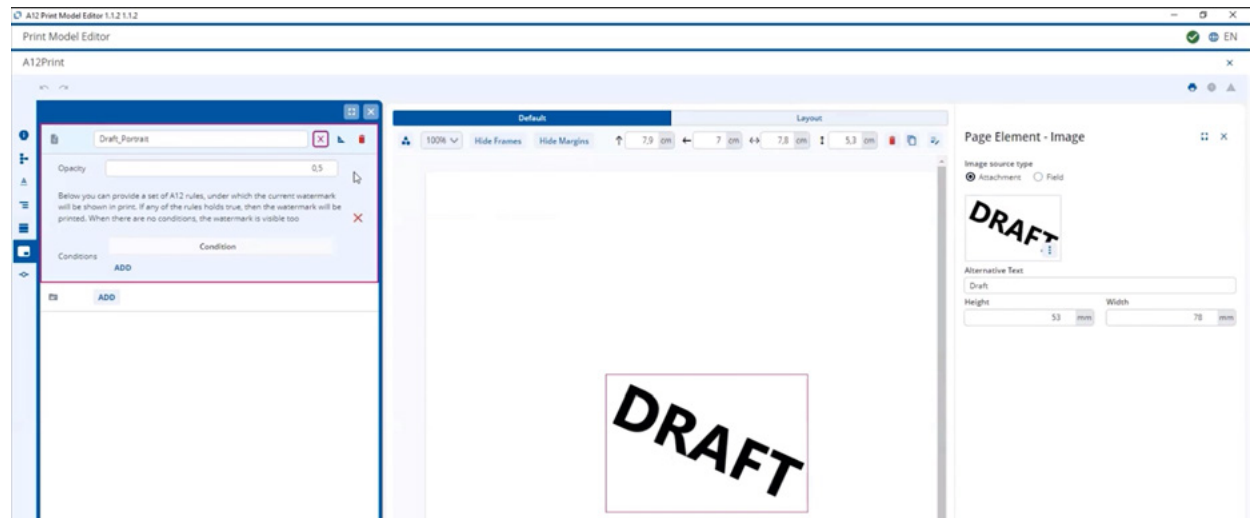 A12 Print Model Editor 1.1.2 1.1.2
Print Model Editor
EN
A12Print
Default
Layout
Draft_Portrait
100%
Hide Frames
Hide Margins
7,9 cm
7 cm
7,8 cm
5,3 cm
Page Element - Image
Opacity
0,5
Image source type
Attachment
Field
Below you can provide a set of A12 rules, under which the current watermark
will be shown in print. If any of the rules holds true, then the watermark will be
printed. When there are no conditions, the watermark is visible too
DRAFT
Condition
Conditions
ADD
Alternative Text
Draft
ADD
Height
Width
53 mm
78 mm
DRAFT